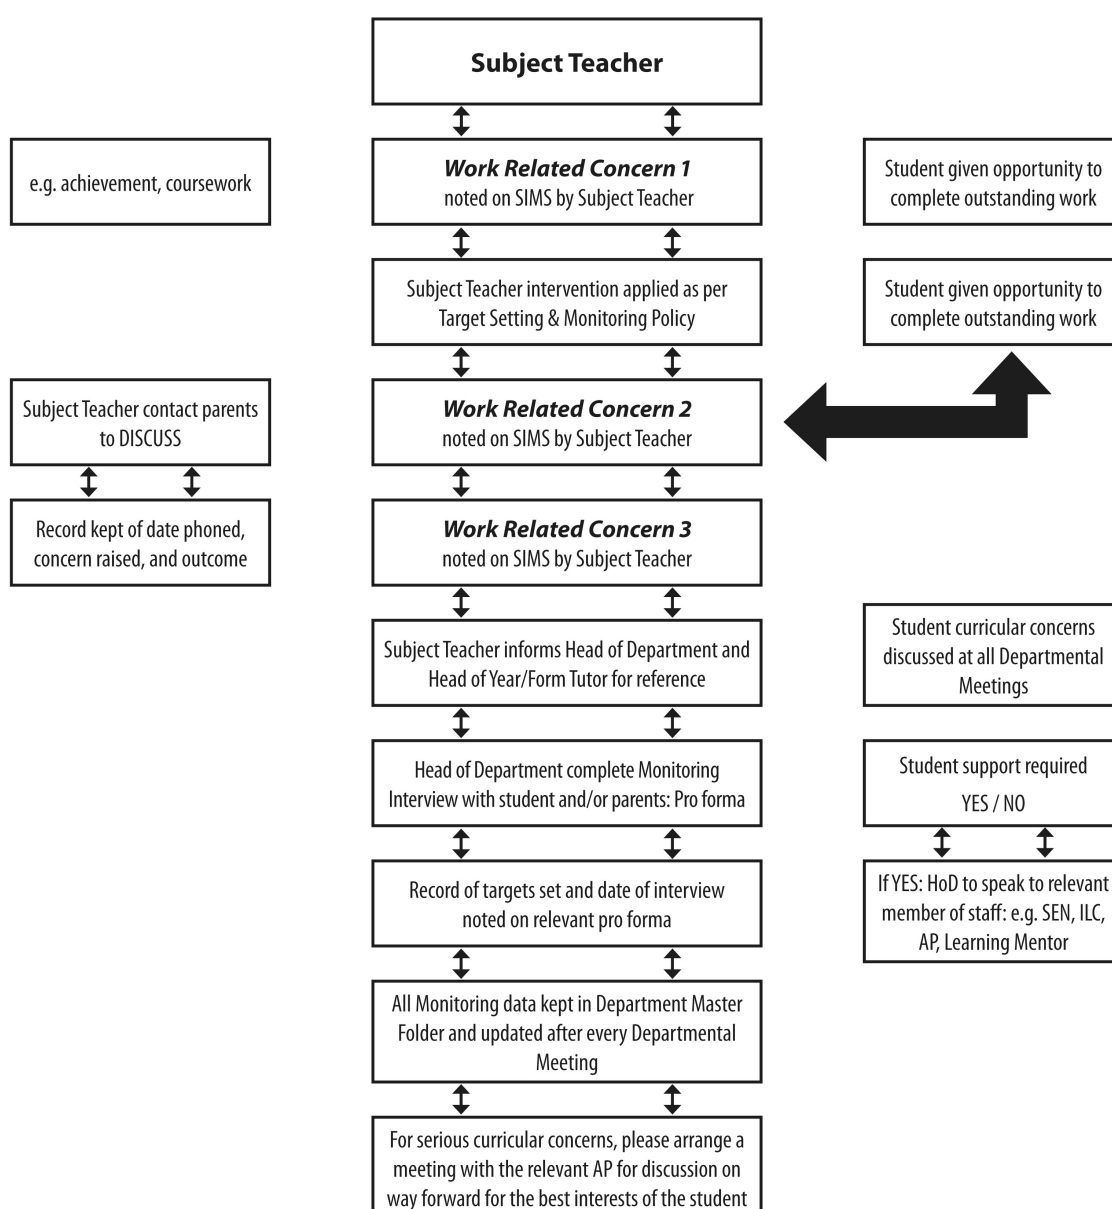 Subject Teacher
e.g. achievement, coursework
Work Related Concern 1
noted on SIMS by Subject Teacher
Student given opportunity to
complete outstanding work
Subject Teacher intervention applied as per
Target Setting & Monitoring Policy
Student given opportunity to
complete outstanding work
Subject Teacher contact parents
to DISCUSS
Work Related Concern 2
noted on SIMS by Subject Teacher
Record kept of date phoned,
concern raised, and outcome
Work Related Concern 3
noted on SIMS by Subject Teacher
Subject Teacher informs Head of Department and
Head of Year/Form Tutor for reference
Student curricular concerns
discussed at all Departmental
Meetings
Head of Department complete Monitoring
Interview with student and/or parents: Pro forma
Student support required
YES / NO
Record of targets set and date of interview
noted on relevant pro forma
If YES: HoD to speak to relevant
member of staff: e.g. SEN, ILC,
AP, Learning Mentor
All Monitoring data kept in Department Master
Folder and updated after every Departmental
Meeting
For serious curricular concerns, please arrange a
meeting with the relevant AP for discussion on
way forward for the best interests of the student